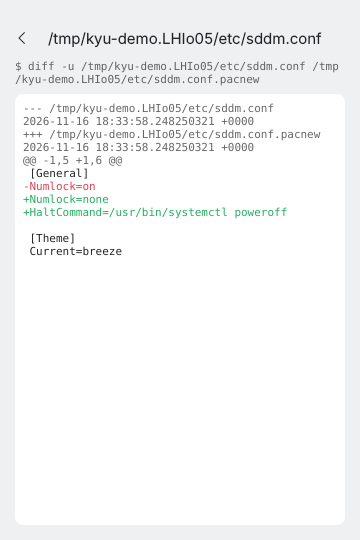 /tmp/kyu-demo.LHIo05/etc/sddm.conf
$ diff -u /tmp/kyu-demo.LHIo05/etc/sddm.conf /tmp
/kyu-demo.LHIo05/etc/sddm.conf.pacnew
--- /tmp/kyu-demo.LHIo05/etc/sddm.conf
2026-11-16 18:33:58.248250321 +0000
+++ /tmp/kyu-demo.LHIo05/etc/sddm.conf.pacnew
2026-11-16 18:33:58.248250321 +0000
@@ -1,5 +1,6 @@
 [General]
-Numlock=on
+Numlock=none
+HaltCommand=/usr/bin/systemctl poweroff

 [Theme]
 Current=breeze